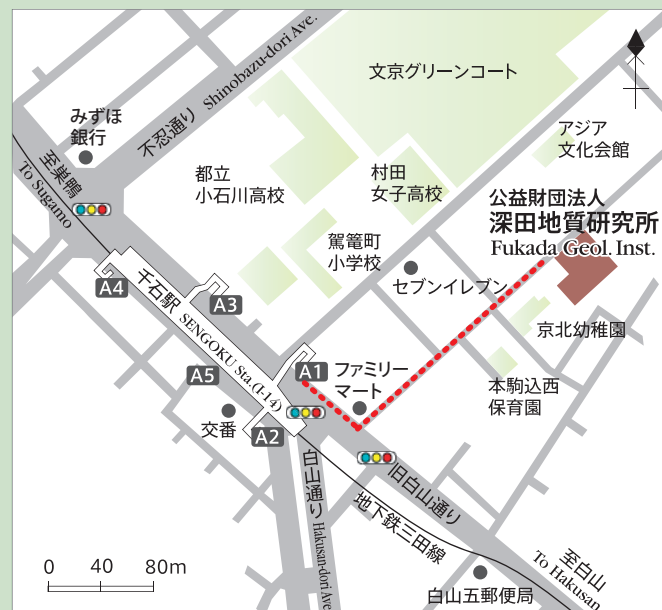 不忍通り Shinobazu-dori Ave.
文京グリーンコート
みずほ
銀行
アジア
文化会館
至巣鴨
To Sugamo
都立
小石川高校
村田
女子高校
公益財団法人
深田地質研究所
Fukada Geol. Inst.
駕篭町
小学校
セブンイレブン
A4
千石駅 SENGOKU Sta.(I-14)
A3
京北幼稚園
A5
A1
ファミリー
マート
本駒込西
保育園
交番
A2
白山通り Hakusan-dori Ave.
旧白山通り
地下鉄三田線
至白山
To Hakusan
白山五郵便局
0 40 80m